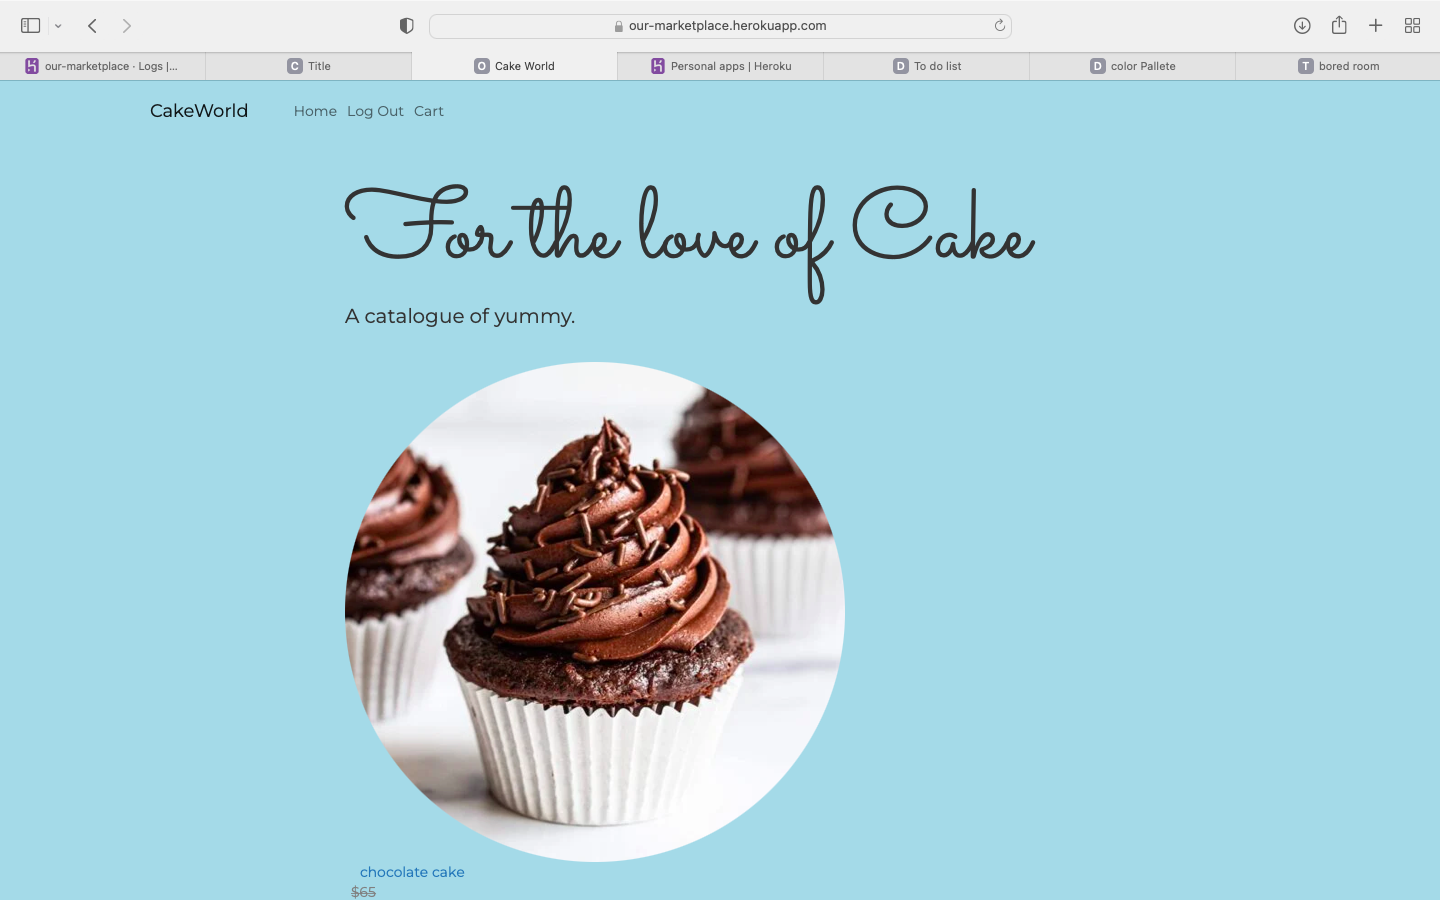 our-marketplace.herokuapp.com
our-marketplace · Logs |...
C Title
O Cake World
Personal apps | Heroku
D To do list
D color Pallete
T bored room
CakeWorld
Home Log Out Cart
For the love of Cake
A catalogue of yummy.
chocolate cake
$65